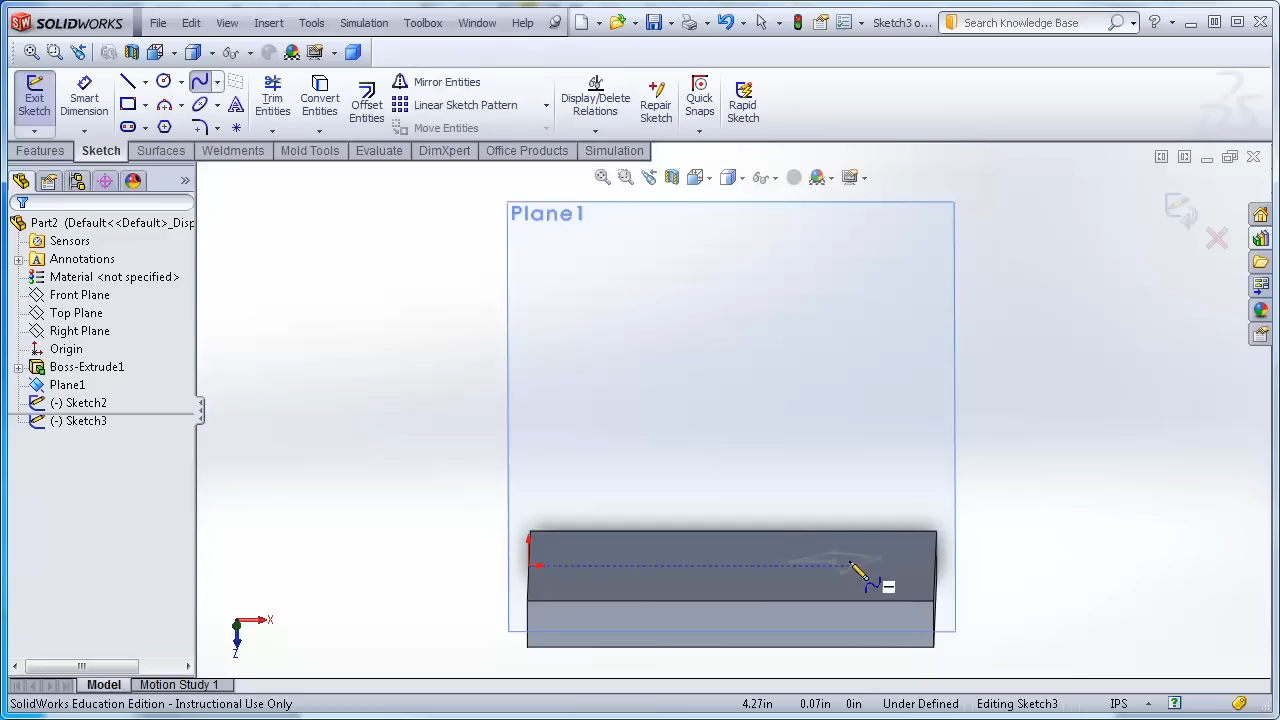 SOLIDWORKS File Edit View Insert Tools Simulation Toolbox Window Help Sketch3 o... Search Knowledge Base ?
Exit Sketch
Smart Dimension
Trim Entities
Convert Entities
Offset Entities
Mirror Entities
Linear Sketch Pattern
Move Entities
Display/Delete Relations
Repair Sketch
Quick Snaps
Rapid Sketch
Features Sketch Surfaces Weldments Mold Tools Evaluate DimXpert Office Products Simulation
Part2 (Default<<Default>_Disp
Sensors
Annotations
Material <not specified>
Front Plane
Top Plane
Right Plane
Origin
Boss-Extrude1
Plane1
(-) Sketch2
(-) Sketch3
Plane1
X
Z
Model Motion Study 1
SolidWorks Education Edition - Instructional Use Only 4.27in 0.07in 0in Under Defined Editing Sketch3 IPS ?